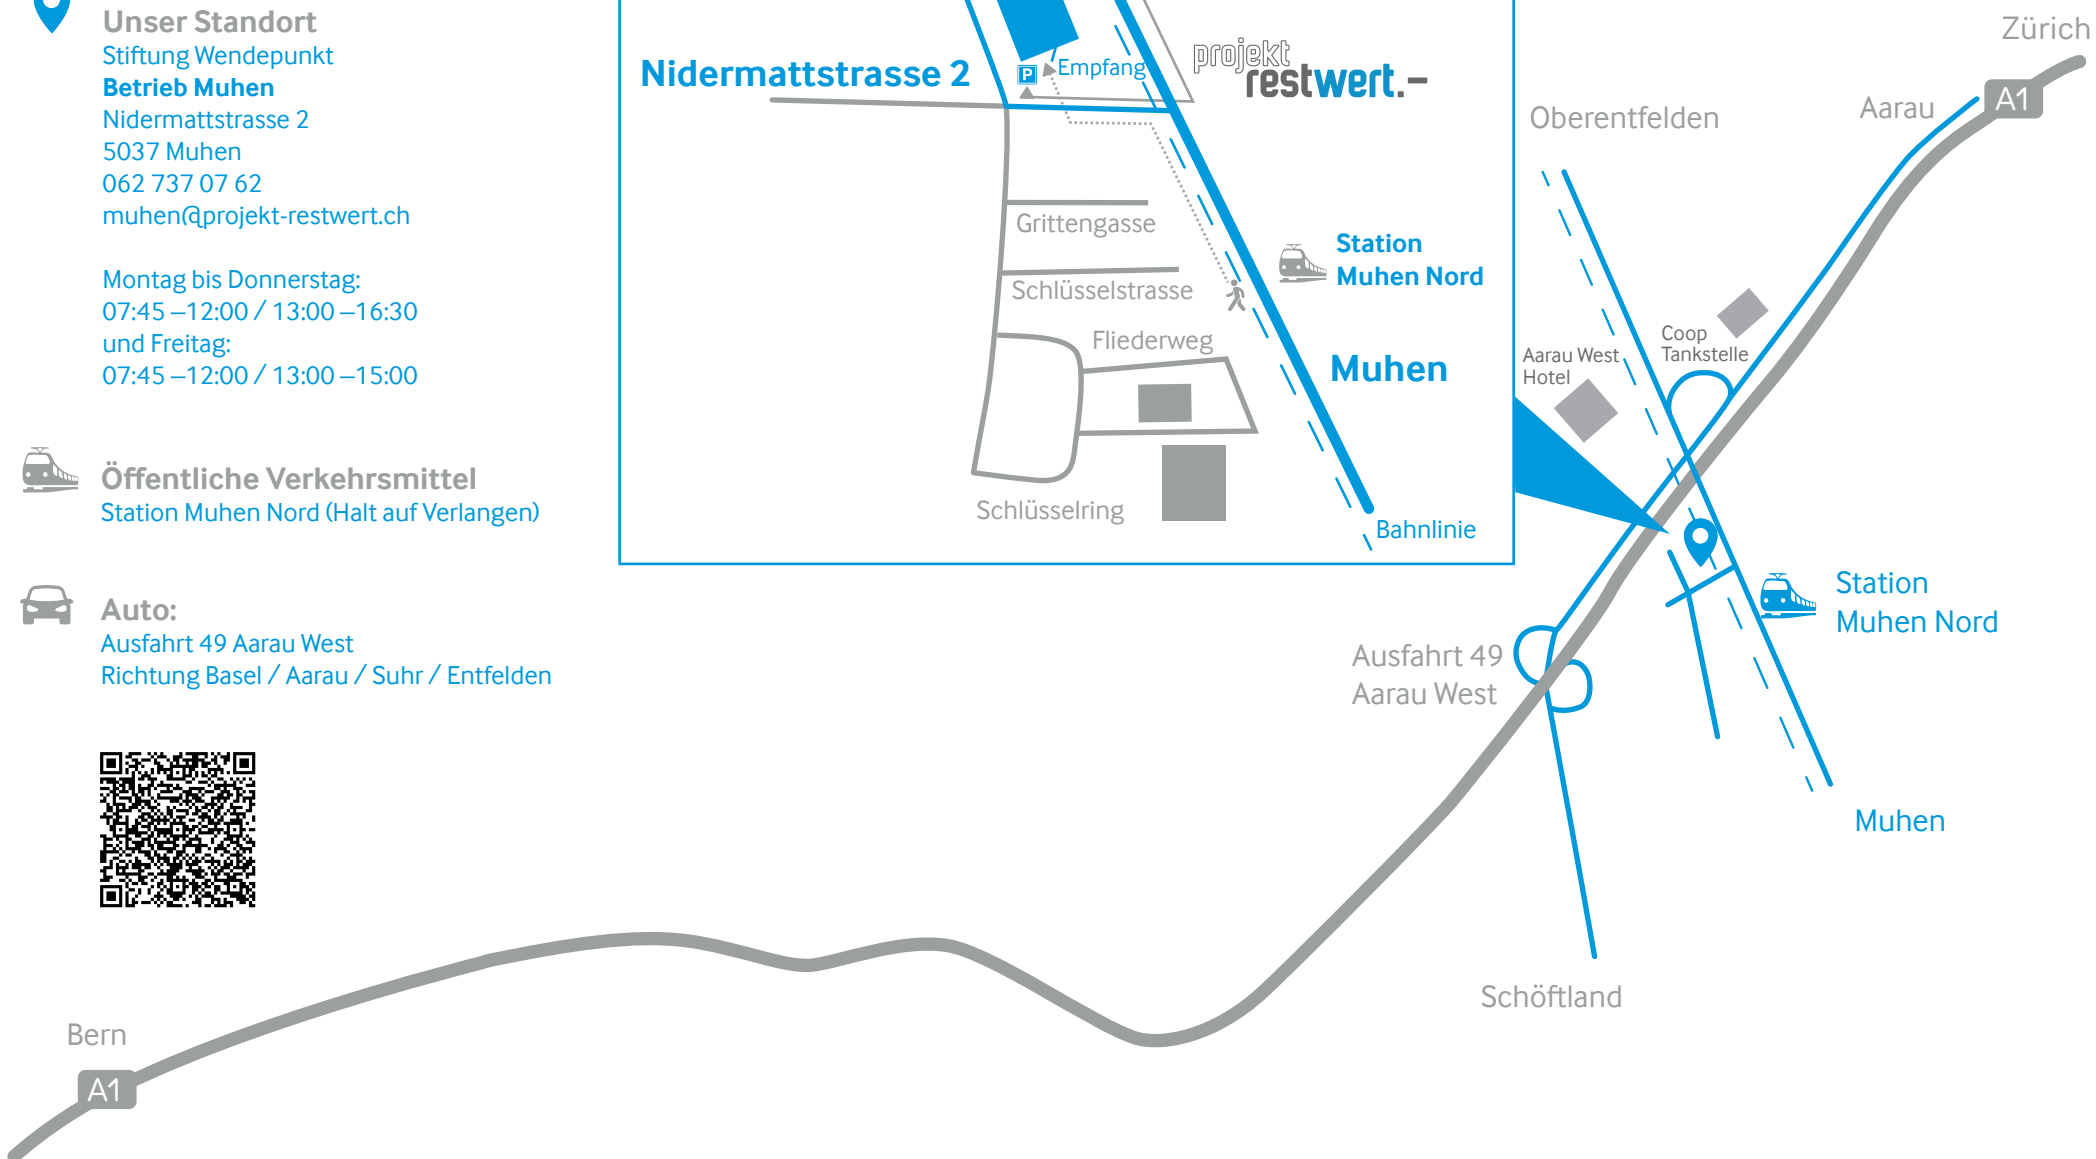 Unser Standort
Stiftung Wendepunkt
Betrieb Muhen
Nidermattstrasse 2
5037 Muhen
062 737 07 62
muhen@projekt-restwert.ch
Montag bis Donnerstag:
07:45 –12:00 / 13:00 –16:30
und Freitag:
07:45 –12:00 / 13:00 –15:00
Öffentliche Verkehrsmittel
Station Muhen Nord (Halt auf Verlangen)
Auto:
Ausfahrt 49 Aarau West
Richtung Basel / Aarau / Suhr / Entfelden
Nidermattstrasse 2
P
Empfang
projekt
restwert.–
Grittengasse
Schlüsselstrasse
Fliederweg
Schlüsselring
Station
Muhen Nord
Muhen
Bahnlinie
Zürich
A1
Aarau
Oberentfelden
Coop
Tankstelle
Aarau West
Hotel
Station
Muhen Nord
Ausfahrt 49
Aarau West
Muhen
Schöftland
Bern
A1